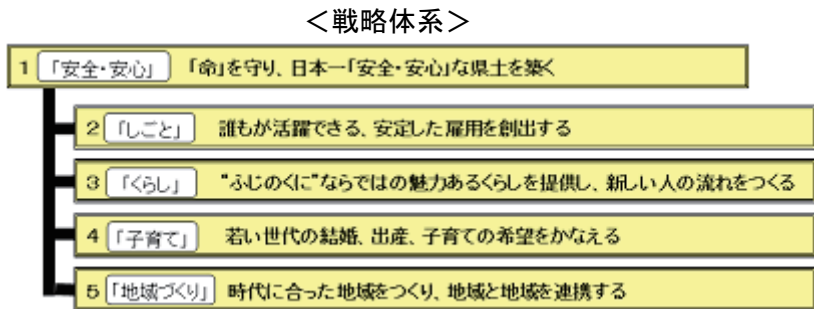 ＜戦略体系＞
1 「安全・安心」 「命」を守り、日本一「安全・安心」な県土を築く
2 「しごと」 誰もが活躍できる、安定した雇用を創出する
3 「くらし」 "ふじのくに"ならではの魅力あるくらしを提供し、新しい人の流れをつくる
4 「子育て」 若い世代の結婚、出産、子育ての希望をかなえる
5 「地域づくり」 時代に合った地域をつくり、地域と地域を連携する